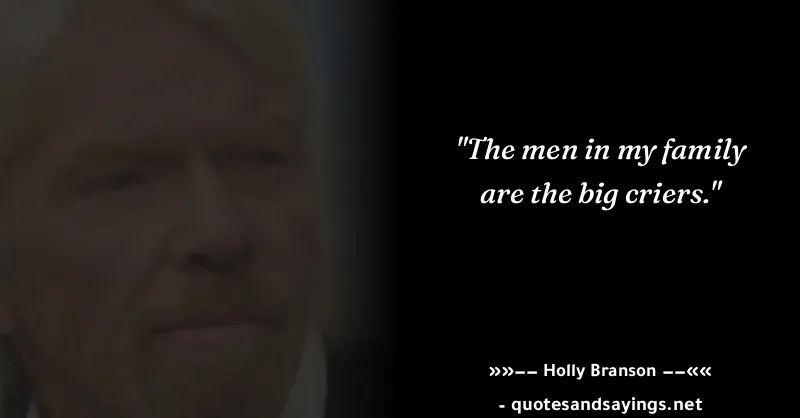 "The men in my family
are the big criers."
»»−− Holly Branson −−««
- quotesandsayings.net